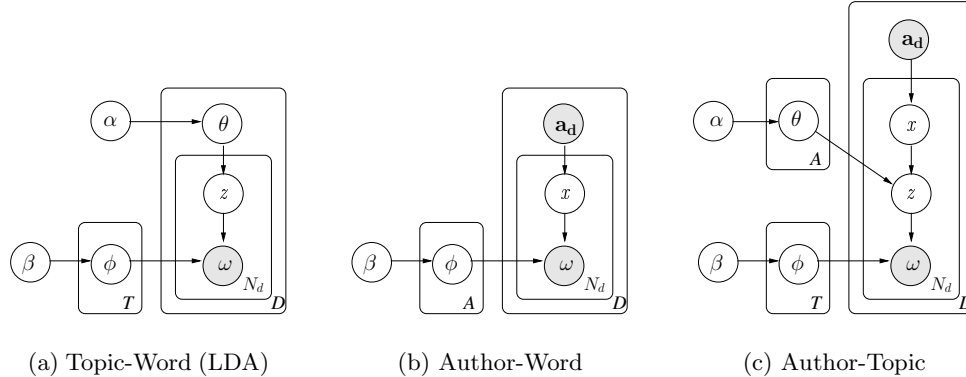 α θ
z
β φ ω
N_d
T D
(a) Topic-Word (LDA)
a_d
x
β φ ω
N_d
A D
(b) Author-Word
a_d
α θ x
A
z
β φ ω
N_d
T
(c) Author-Topic